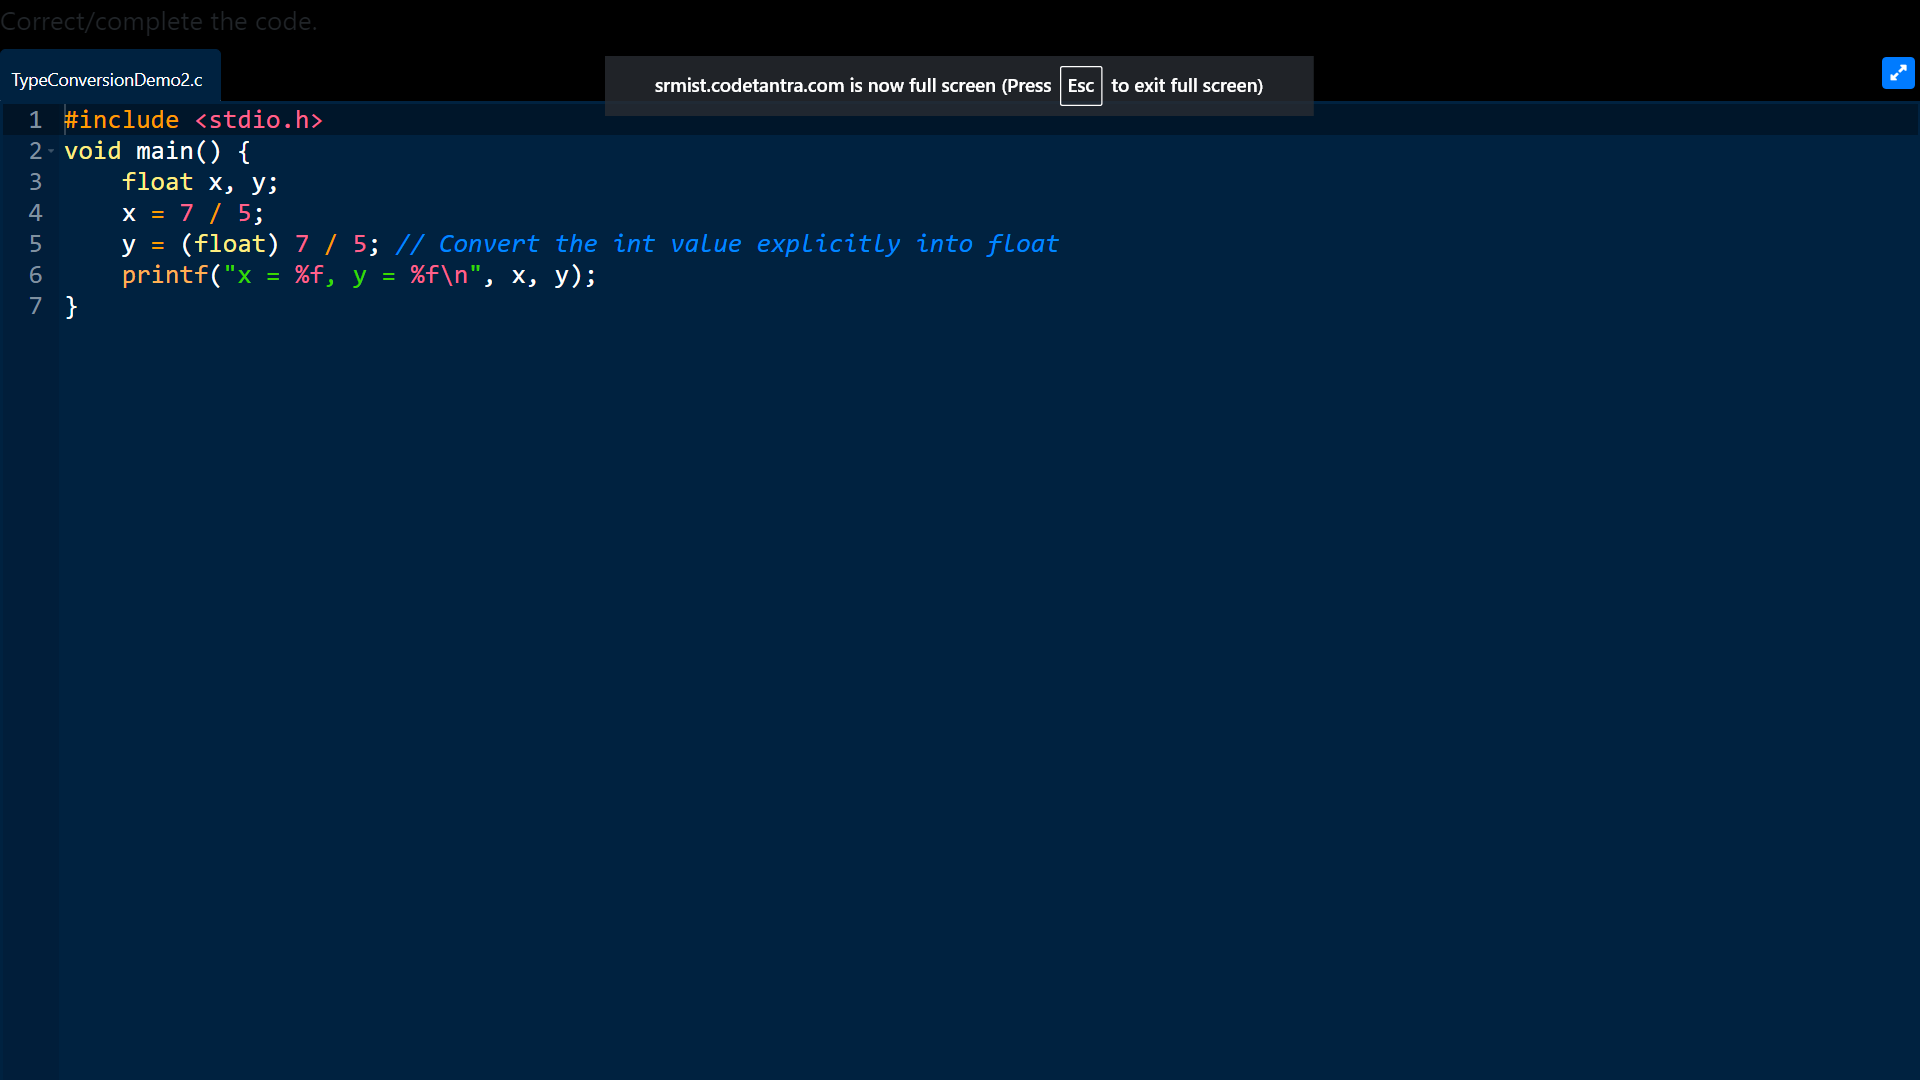 Correct/complete the code.
TypeConversionDemo2.c
srmist.codetantra.com is now full screen (Press Esc to exit full screen)
1 #include <stdio.h>
2 void main() {
3     float x, y;
4     x = 7 / 5;
5     y = (float) 7 / 5; // Convert the int value explicitly into float
6     printf("x = %f, y = %f\n", x, y);
7 }